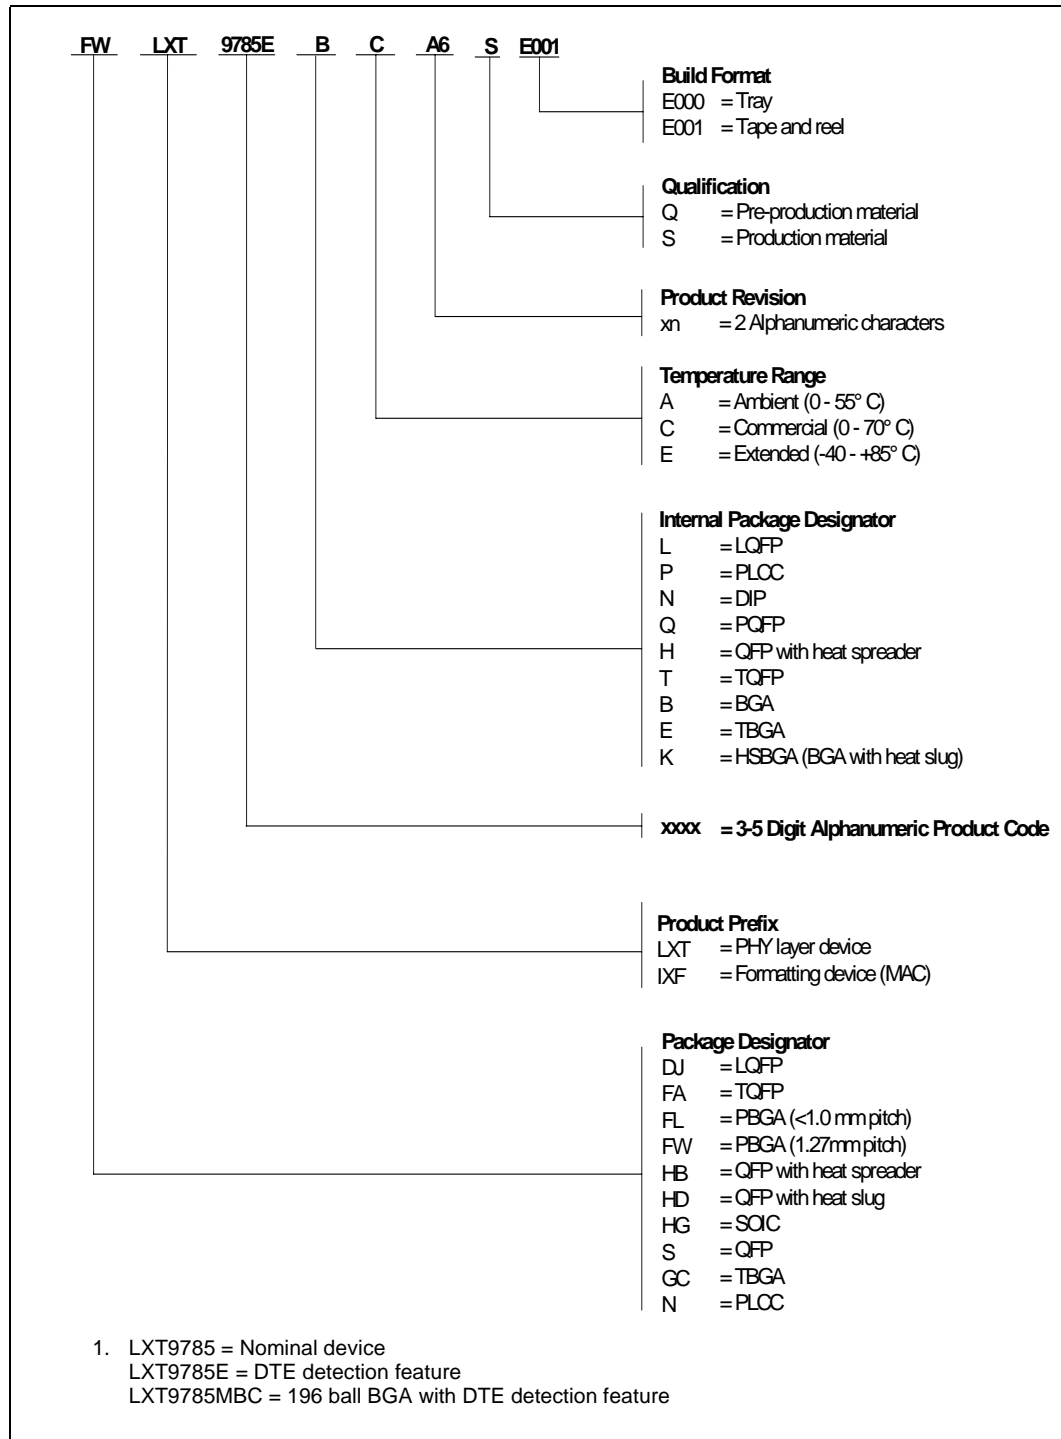 FW LXT 9785E B C A6 S E001
Build Format
E000 = Tray
E001 = Tape and reel
Qualification
Q = Pre-production material
S = Production material
Product Revision
xn = 2 Alphanumeric characters
Temperature Range
A = Ambient (0 - 55° C)
C = Commercial (0 - 70° C)
E = Extended (-40 - +85° C)
Internal Package Designator
L = LQFP
P = PLCC
N = DIP
Q = PQFP
H = QFP with heat spreader
T = TQFP
B = BGA
E = TBGA
K = HSBGA (BGA with heat slug)
xxxx = 3-5 Digit Alphanumeric Product Code
Product Prefix
LXT = PHY layer device
IXF = Formatting device (MAC)
Package Designator
DJ = LQFP
FA = TQFP
FL = PBGA (<1.0 mm pitch)
FW = PBGA (1.27mm pitch)
HB = QFP with heat spreader
HD = QFP with heat slug
HG = SOIC
S = QFP
GC = TBGA
N = PLCC
1. LXT9785 = Nominal device
LXT9785E = DTE detection feature
LXT9785MBC = 196 ball BGA with DTE detection feature